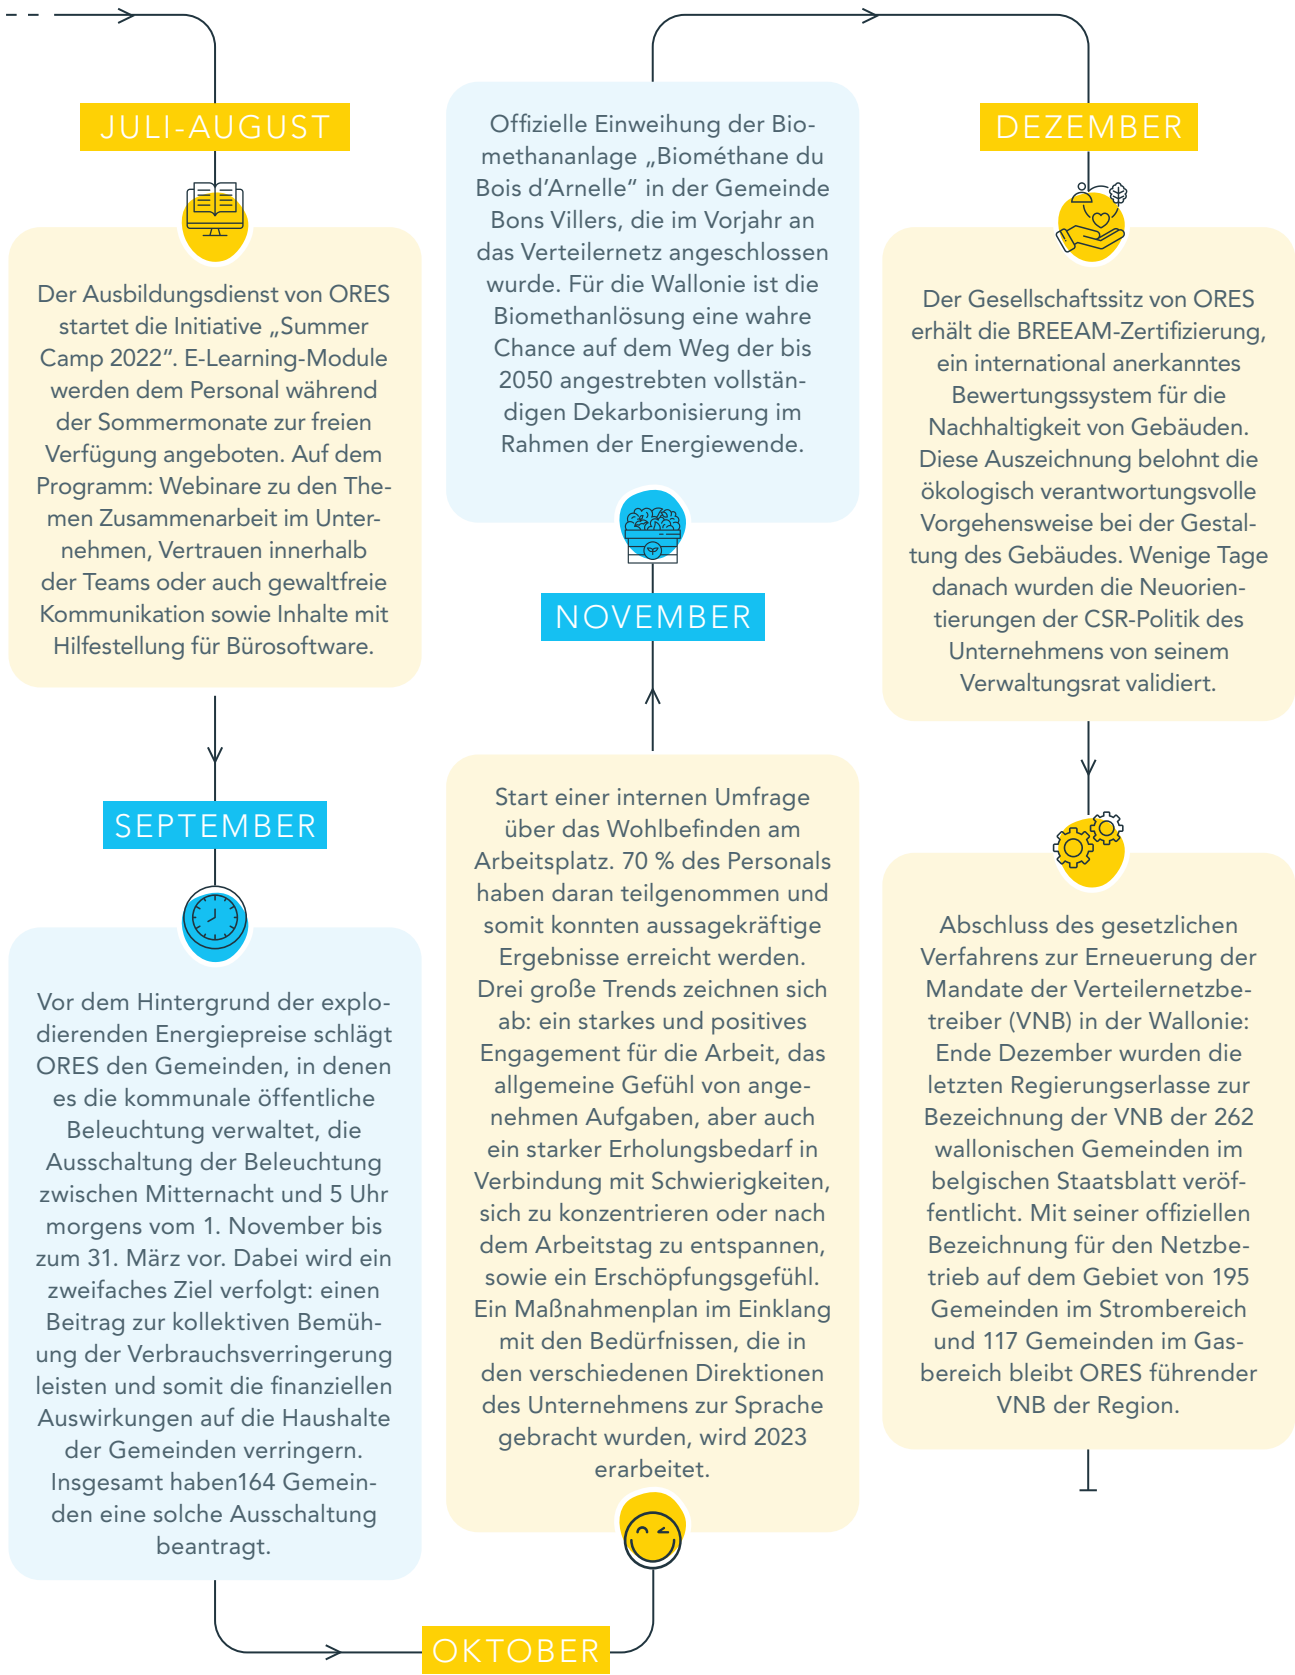 JULI-AUGUST
Der Ausbildungsdienst von ORES
startet die Initiative „Summer
Camp 2022“. E-Learning-Module
werden dem Personal während
der Sommermonate zur freien
Verfügung angeboten. Auf dem
Programm: Webinare zu den The-
men Zusammenarbeit im Unter-
nehmen, Vertrauen innerhalb
der Teams oder auch gewaltfreie
Kommunikation sowie Inhalte mit
Hilfestellung für Bürosoftware.
SEPTEMBER
Vor dem Hintergrund der explo-
dierenden Energiepreise schlägt
ORES den Gemeinden, in denen
es die kommunale öffentliche
Beleuchtung verwaltet, die
Ausschaltung der Beleuchtung
zwischen Mitternacht und 5 Uhr
morgens vom 1. November bis
zum 31. März vor. Dabei wird ein
zweifaches Ziel verfolgt: einen
Beitrag zur kollektiven Bemüh-
ung der Verbrauchsverringerung
leisten und somit die finanziellen
Auswirkungen auf die Haushalte
der Gemeinden verringern.
Insgesamt haben164 Gemein-
den eine solche Ausschaltung
beantragt.
OKTOBER
Start einer internen Umfrage
über das Wohlbefinden am
Arbeitsplatz. 70 % des Personals
haben daran teilgenommen und
somit konnten aussagekräftige
Ergebnisse erreicht werden.
Drei große Trends zeichnen sich
ab: ein starkes und positives
Engagement für die Arbeit, das
allgemeine Gefühl von ange-
nehmen Aufgaben, aber auch
ein starker Erholungsbedarf in
Verbindung mit Schwierigkeiten,
sich zu konzentrieren oder nach
dem Arbeitstag zu entspannen,
sowie ein Erschöpfungsgefühl.
Ein Maßnahmenplan im Einklang
mit den Bedürfnissen, die in
den verschiedenen Direktionen
des Unternehmens zur Sprache
gebracht wurden, wird 2023
erarbeitet.
NOVEMBER
Offizielle Einweihung der Bio-
methananlage „Biométhane du
Bois d’Arnelle“ in der Gemeinde
Bons Villers, die im Vorjahr an
das Verteilernetz angeschlossen
wurde. Für die Wallonie ist die
Biomethanlösung eine wahre
Chance auf dem Weg der bis
2050 angestrebten vollstän-
digen Dekarbonisierung im
Rahmen der Energiewende.
DEZEMBER
Der Gesellschaftssitz von ORES
erhält die BREEAM-Zertifizierung,
ein international anerkanntes
Bewertungssystem für die
Nachhaltigkeit von Gebäuden.
Diese Auszeichnung belohnt die
ökologisch verantwortungsvolle
Vorgehensweise bei der Gestal-
tung des Gebäudes. Wenige Tage
danach wurden die Neuorien-
tierungen der CSR-Politik des
Unternehmens von seinem
Verwaltungsrat validiert.
Abschluss des gesetzlichen
Verfahrens zur Erneuerung der
Mandate der Verteilernetzbe-
treiber (VNB) in der Wallonie:
Ende Dezember wurden die
letzten Regierungserlasse zur
Bezeichnung der VNB der 262
wallonischen Gemeinden im
belgischen Staatsblatt veröf-
fentlicht. Mit seiner offiziellen
Bezeichnung für den Netzbe-
trieb auf dem Gebiet von 195
Gemeinden im Strombereich
und 117 Gemeinden im Gas-
bereich bleibt ORES führender
VNB der Region.